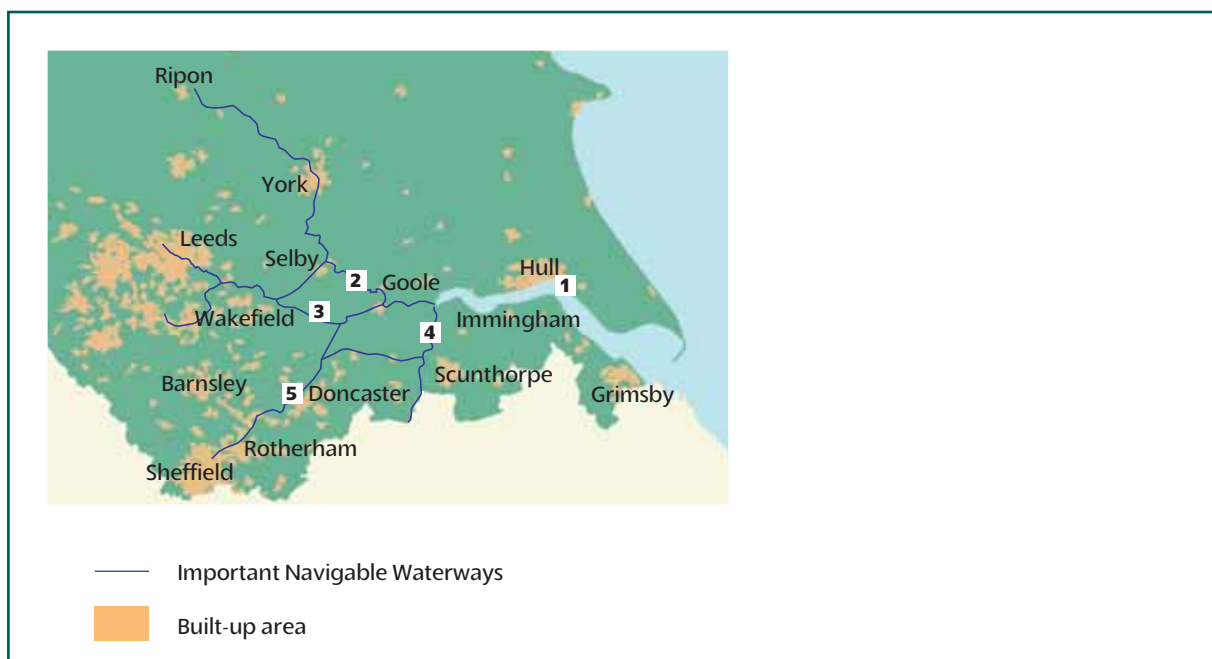 Ripon
York
Leeds
Selby
Hull
2
Goole
1
Wakefield
3
Immingham
4
Barnsley
5
Doncaster
Scunthorpe
Grimsby
Rotherham
Sheffield
Important Navigable Waterways
Built-up area